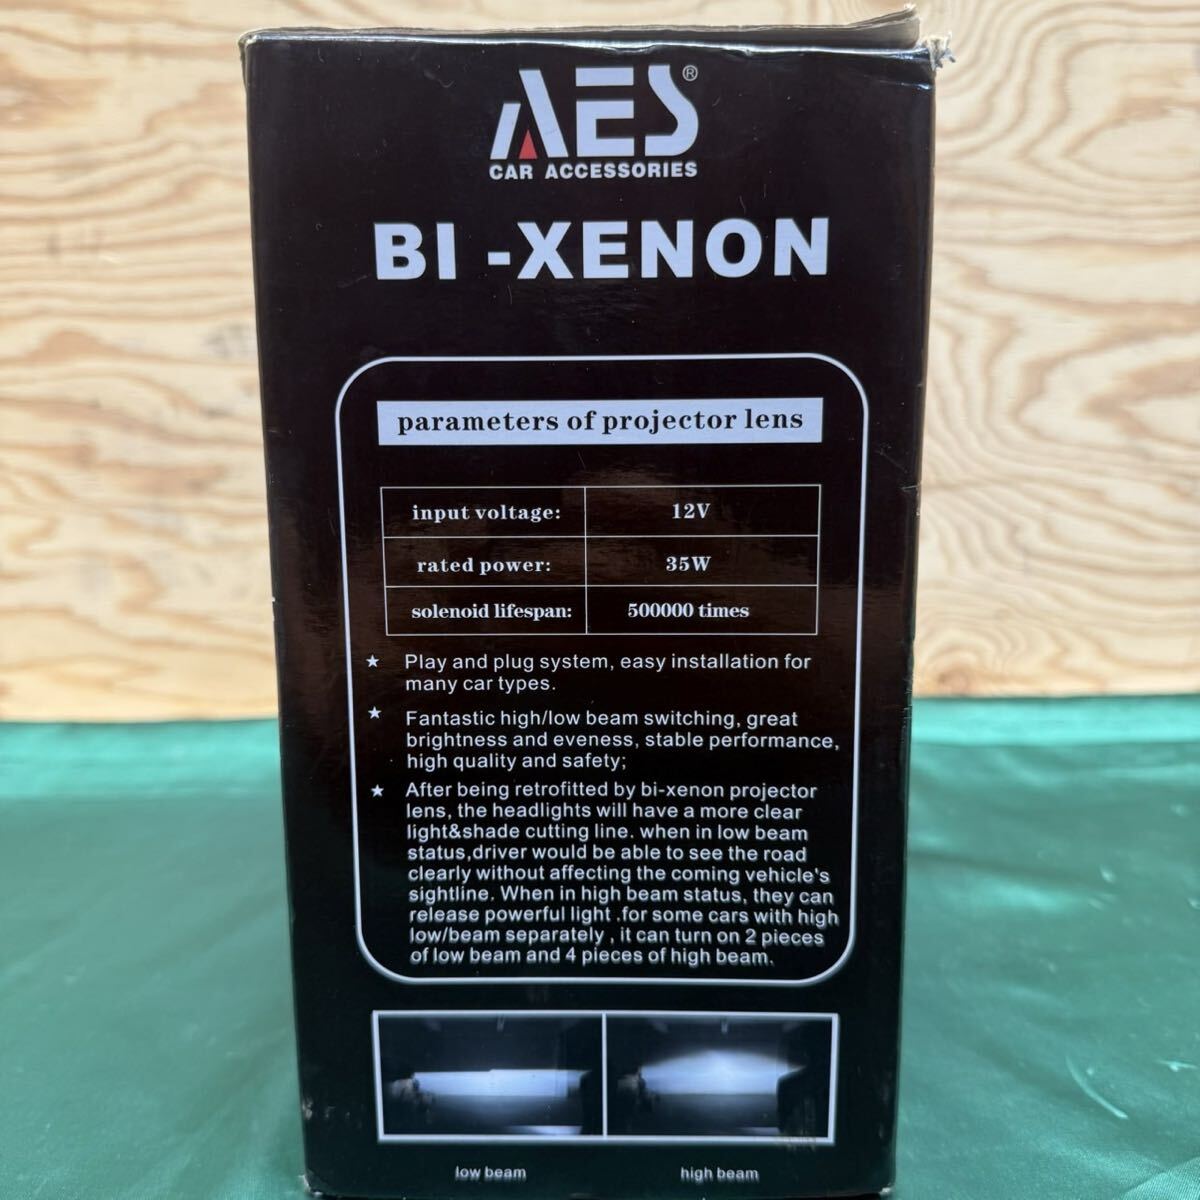 AES®
CAR ACCESSORIES
BI -XENON
parameters of projector lens
input voltage: 12V
rated power: 35W
solenoid lifespan: 500000 times
★ Play and plug system, easy installation for
many car types.
★ Fantastic high/low beam switching, great
brightness and eveness, stable performance,
high quality and safety;
★ After being retrofitted by bi-xenon projector
lens, the headlights will have a more clear
light&shade cutting line. when in low beam
status,driver would be able to see the road
clearly without affecting the coming vehicle's
sightline. When in high beam status, they can
release powerful light .for some cars with high
low/beam separately , it can turn on 2 pieces
of low beam and 4 pieces of high beam.
low beam high beam